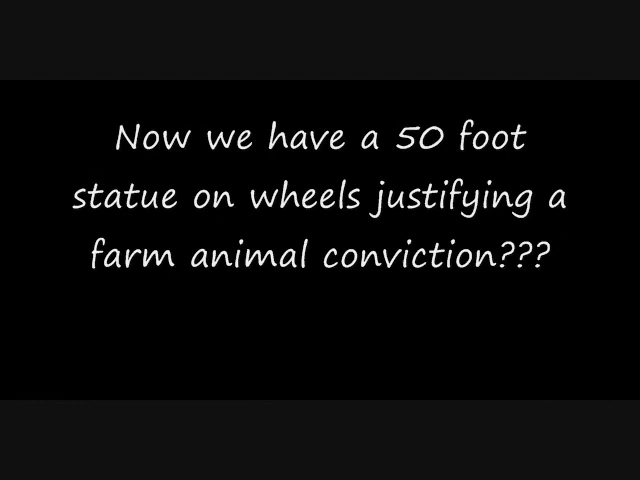 Now we have a 50 foot
statue on wheels justifying a
farm animal conviction???